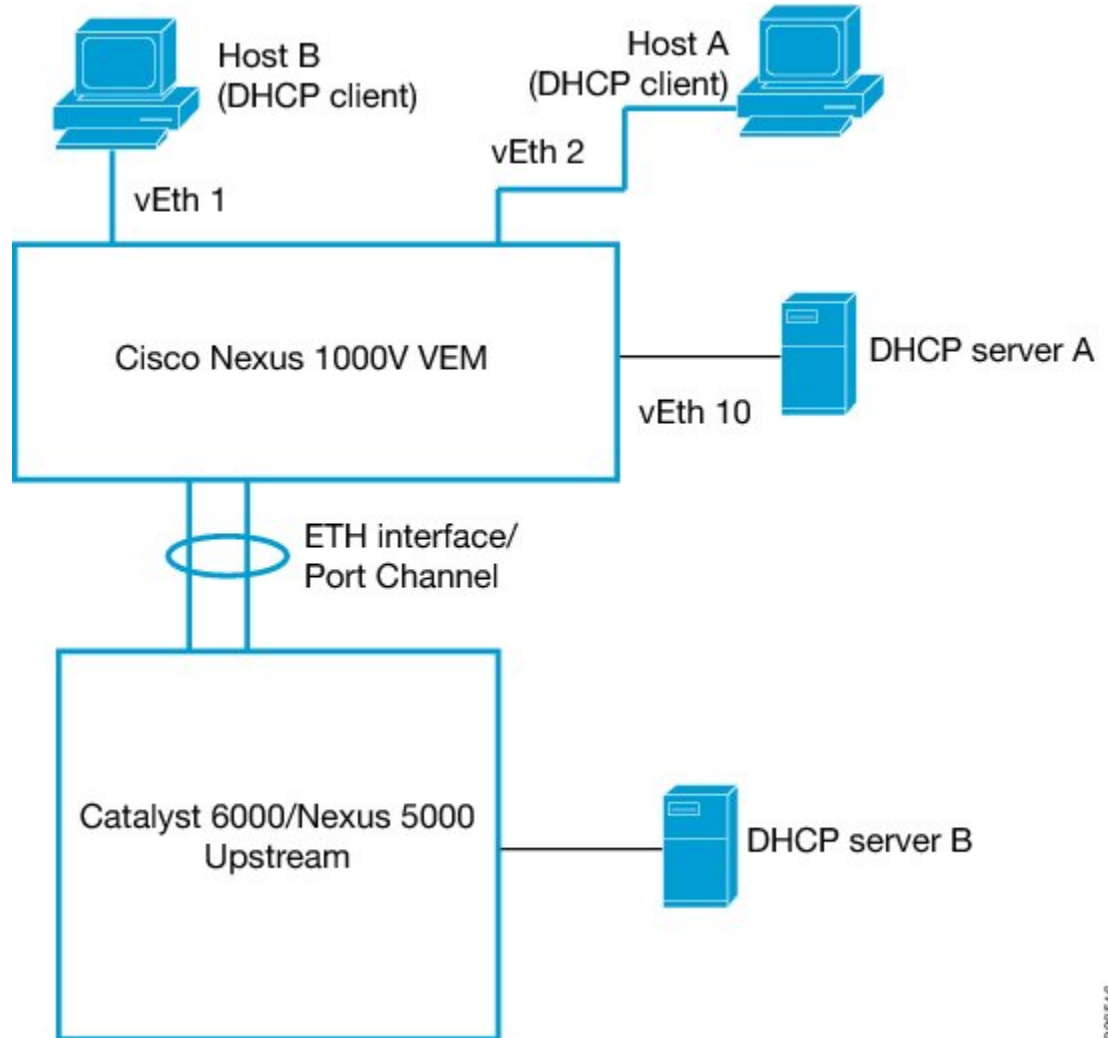 Host B
(DHCP client)
Host A
(DHCP client)
vEth 1
vEth 2
Cisco Nexus 1000V VEM
DHCP server A
vEth 10
ETH interface/
Port Channel
Catalyst 6000/Nexus 5000
Upstream
DHCP server B